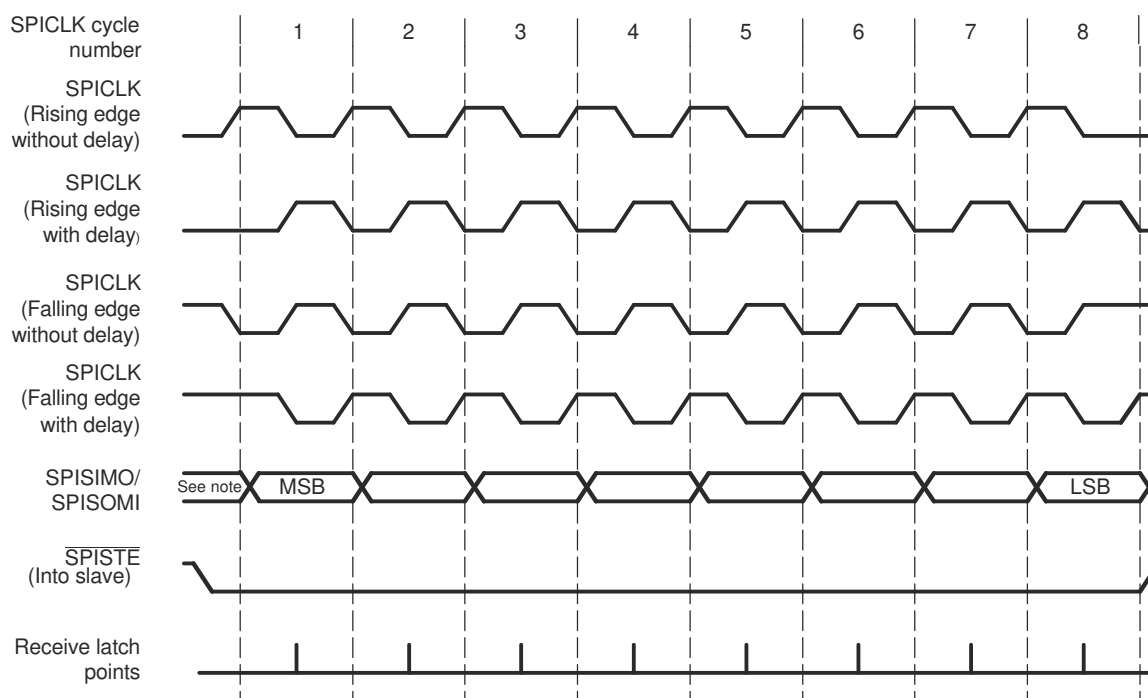 SPICLK cycle
number
1 2 3 4 5 6 7 8
SPICLK
(Rising edge
without delay)
SPICLK
(Rising edge
with delay)
SPICLK
(Falling edge
without delay)
SPICLK
(Falling edge
with delay)
SPISIMO/
SPISOMI
See note MSB LSB
SPISTE
(Into slave)
Receive latch
points